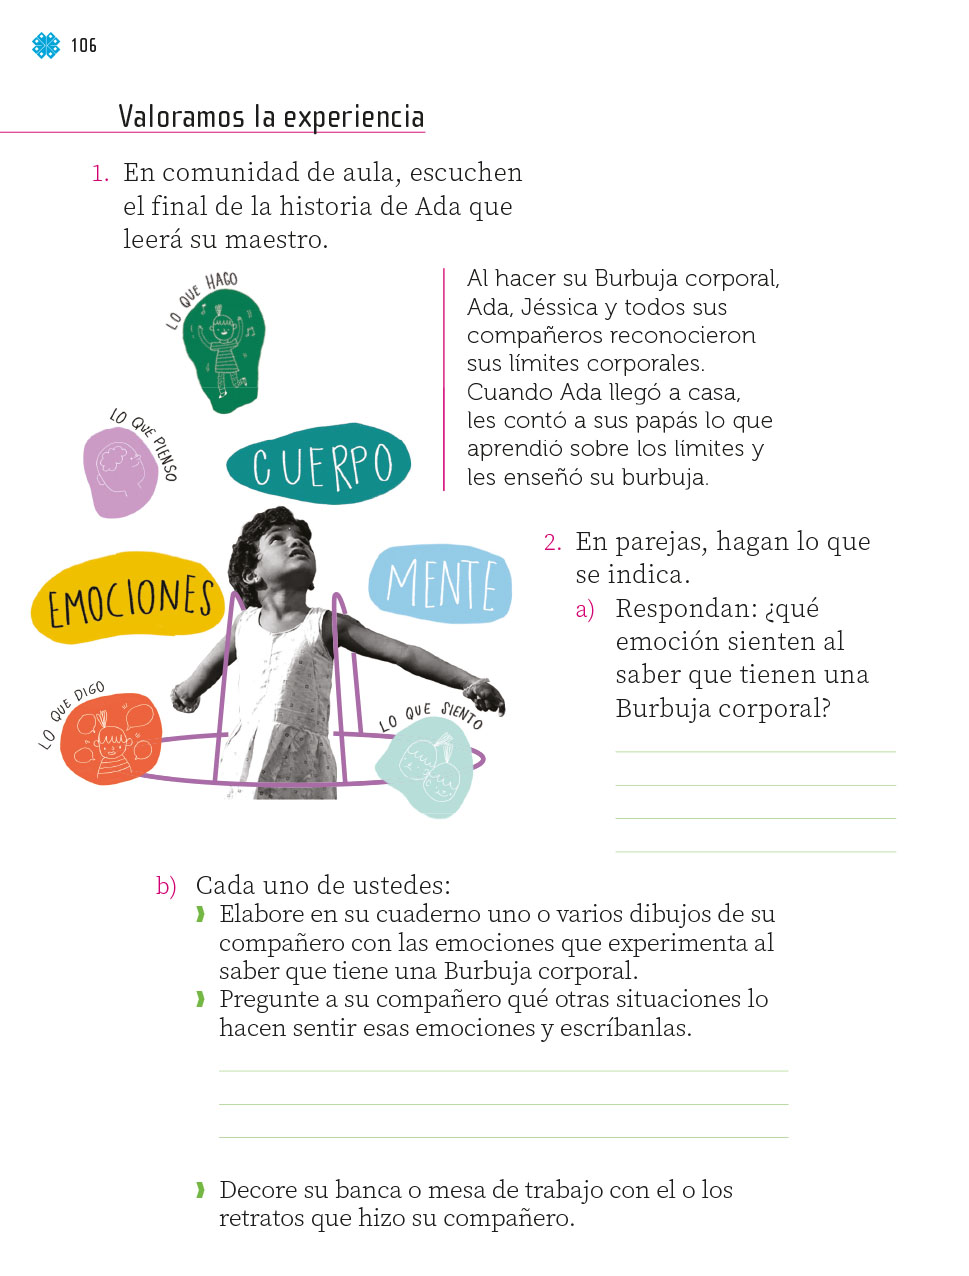 106
Valoramos la experiencia
1. En comunidad de aula, escuchen
el final de la historia de Ada que
leerá su maestro.
LO QUE HAGO
LO QUE PIENSO
CUERPO
EMOCIONES
MENTE
LO QUE DIGO
LO QUE SIENTO
Al hacer su Burbuja corporal,
Ada, Jéssica y todos sus
compañeros reconocieron
sus límites corporales.
Cuando Ada llegó a casa,
les contó a sus papás lo que
aprendió sobre los límites y
les enseñó su burbuja.
2. En parejas, hagan lo que
se indica.
a) Respondan: ¿qué
emoción sienten al
saber que tienen una
Burbuja corporal?
b) Cada uno de ustedes:
Elabore en su cuaderno uno o varios dibujos de su
compañero con las emociones que experimenta al
saber que tiene una Burbuja corporal.
Pregunte a su compañero qué otras situaciones lo
hacen sentir esas emociones y escríbanlas.
Decore su banca o mesa de trabajo con el o los
retratos que hizo su compañero.